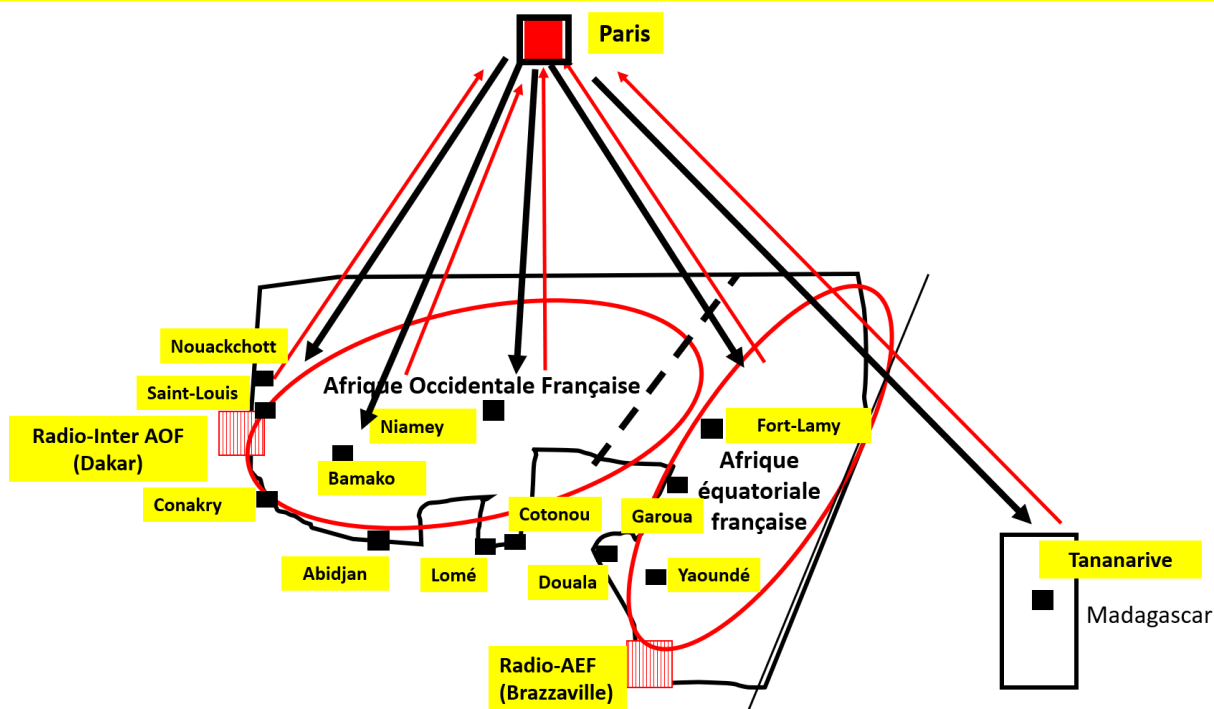 Paris
Nouackchott
Afrique Occidentale Française
Saint-Louis
Radio-Inter AOF
(Dakar)
Niamey
Fort-Lamy
Bamako
Afrique
équatoriale
française
Conakry
Cotonou
Garoua
Abidjan
Lomé
Douala
Yaoundé
Tananarive
Madagascar
Radio-AEF
(Brazzaville)